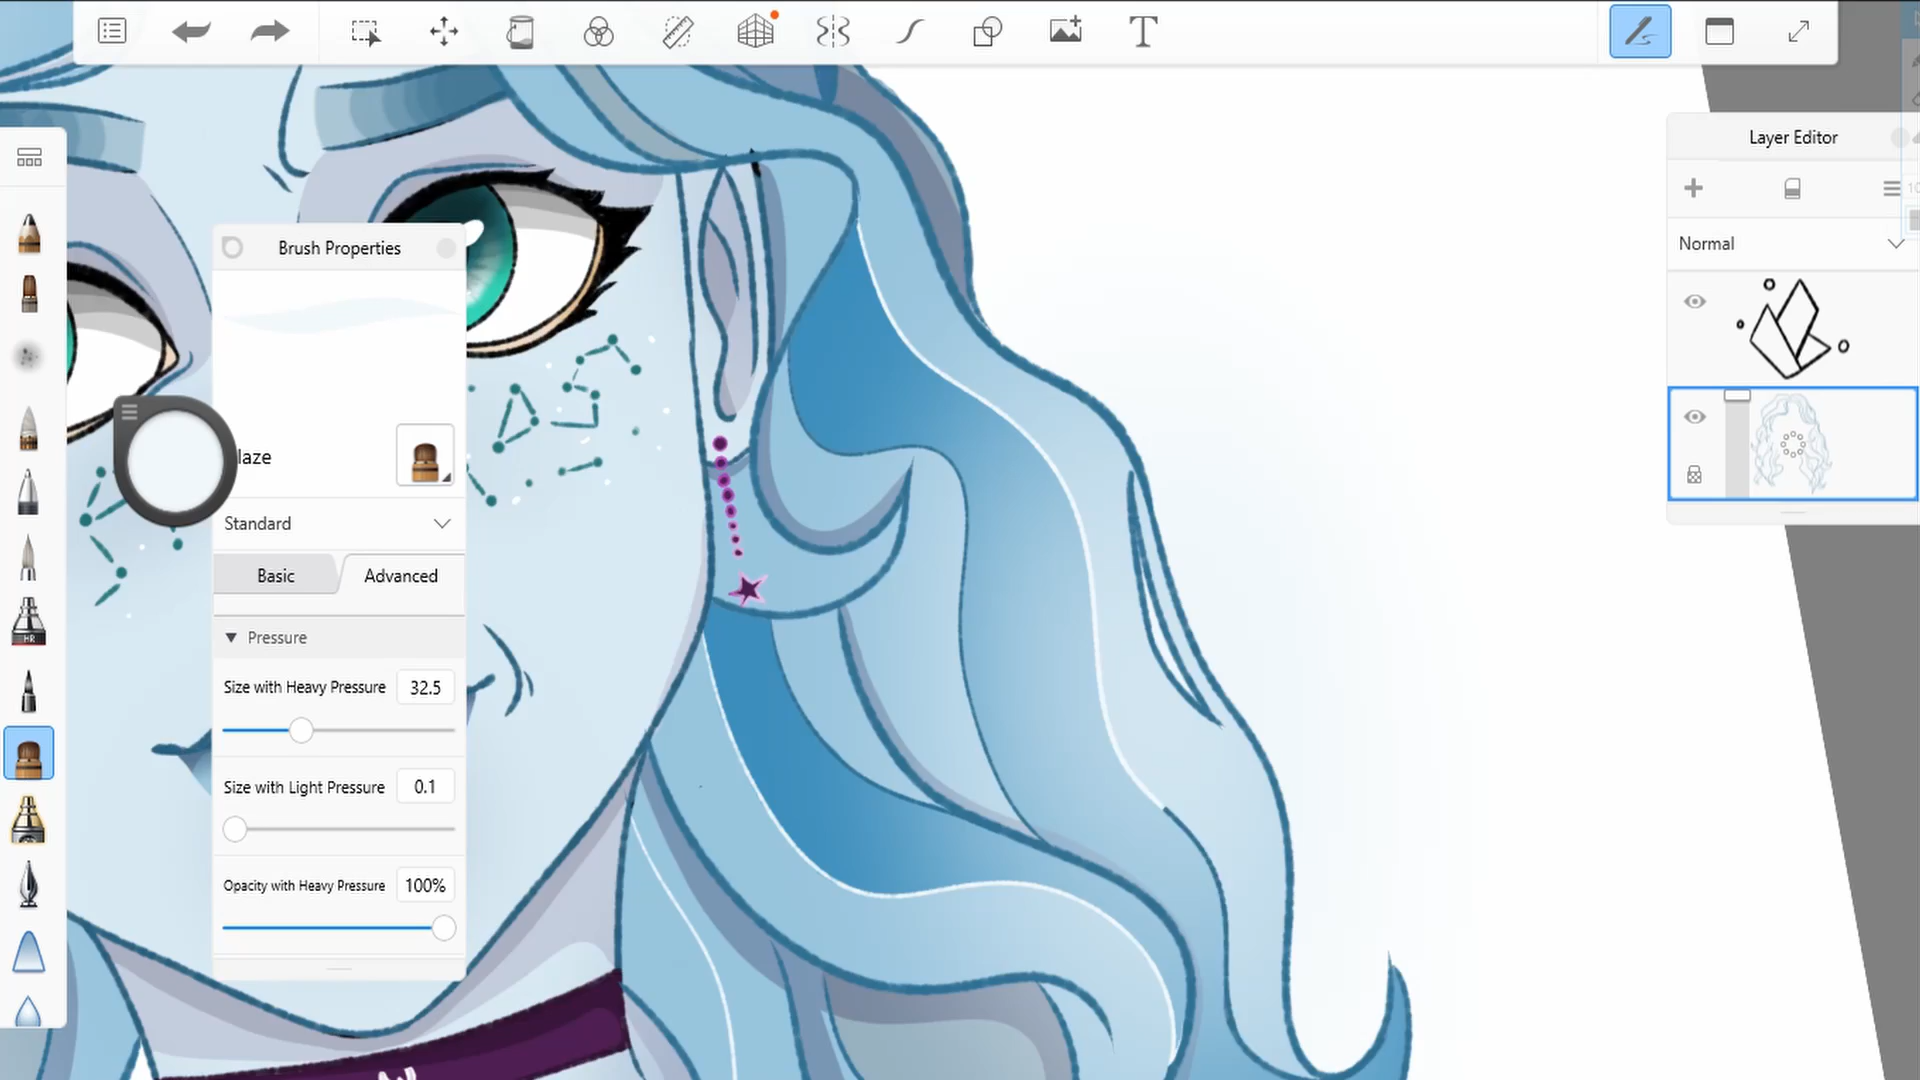 Layer Editor
Normal
Brush Properties
laze
Standard
Basic
Advanced
Pressure
Size with Heavy Pressure 32.5
Size with Light Pressure 0.1
Opacity with Heavy Pressure 100%
HR